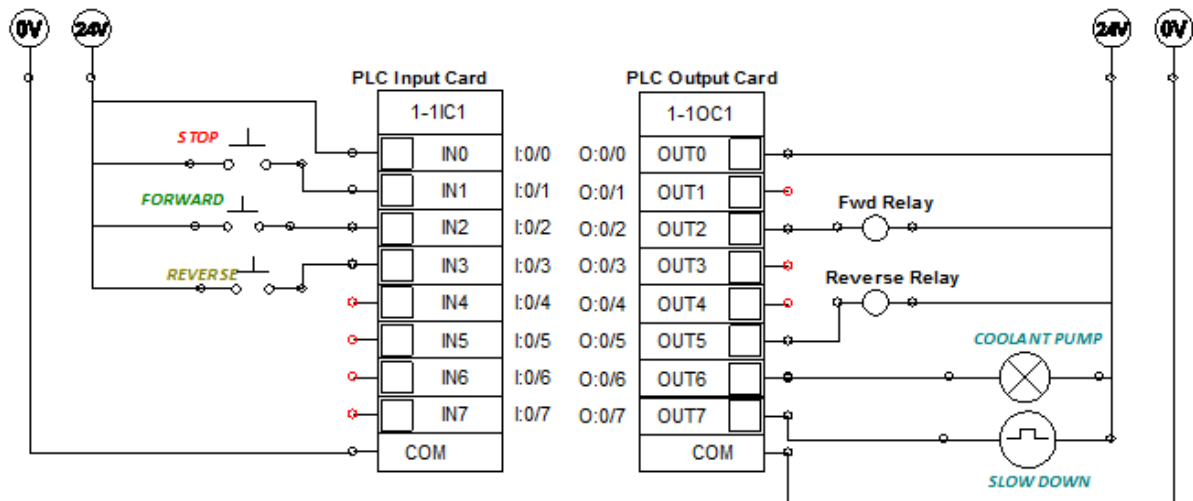 0V 24V 24V 0V
PLC Input Card PLC Output Card
1-1IC1 1-1OC1
STOP
IN0 I:0/0 O:0/0 OUT0
IN1 I:0/1 O:0/1 OUT1
FORWARD
Fwd Relay
IN2 I:0/2 O:0/2 OUT2
REVERSE
IN3 I:0/3 O:0/3 OUT3
Reverse Relay
IN4 I:0/4 O:0/4 OUT4
IN5 I:0/5 O:0/5 OUT5
COOLANT PUMP
IN6 I:0/6 O:0/6 OUT6
IN7 I:0/7 O:0/7 OUT7
COM COM
SLOW DOWN